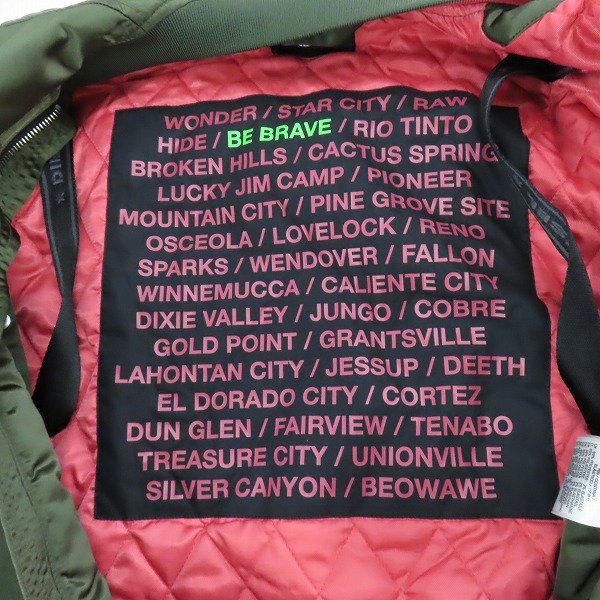 WONDER / STAR CITY / RAW
HIDE / BE BRAVE / RIO TINTO
BROKEN HILLS / CACTUS SPRING
LUCKY JIM CAMP / PIONEER
MOUNTAIN CITY / PINE GROVE SITE
OSCEOLA / LOVELOCK / RENO
SPARKS / WENDOVER / FALLON
WINNEMUCCA / CALIENTE CITY
DIXIE VALLEY / JUNGO / COBRE
GOLD POINT / GRANTSVILLE
LAHONTAN CITY / JESSUP / DEETH
EL DORADO CITY / CORTEZ
DUN GLEN / FAIRVIEW / TENABO
TREASURE CITY / UNIONVILLE
SILVER CANYON / BEOWAWE